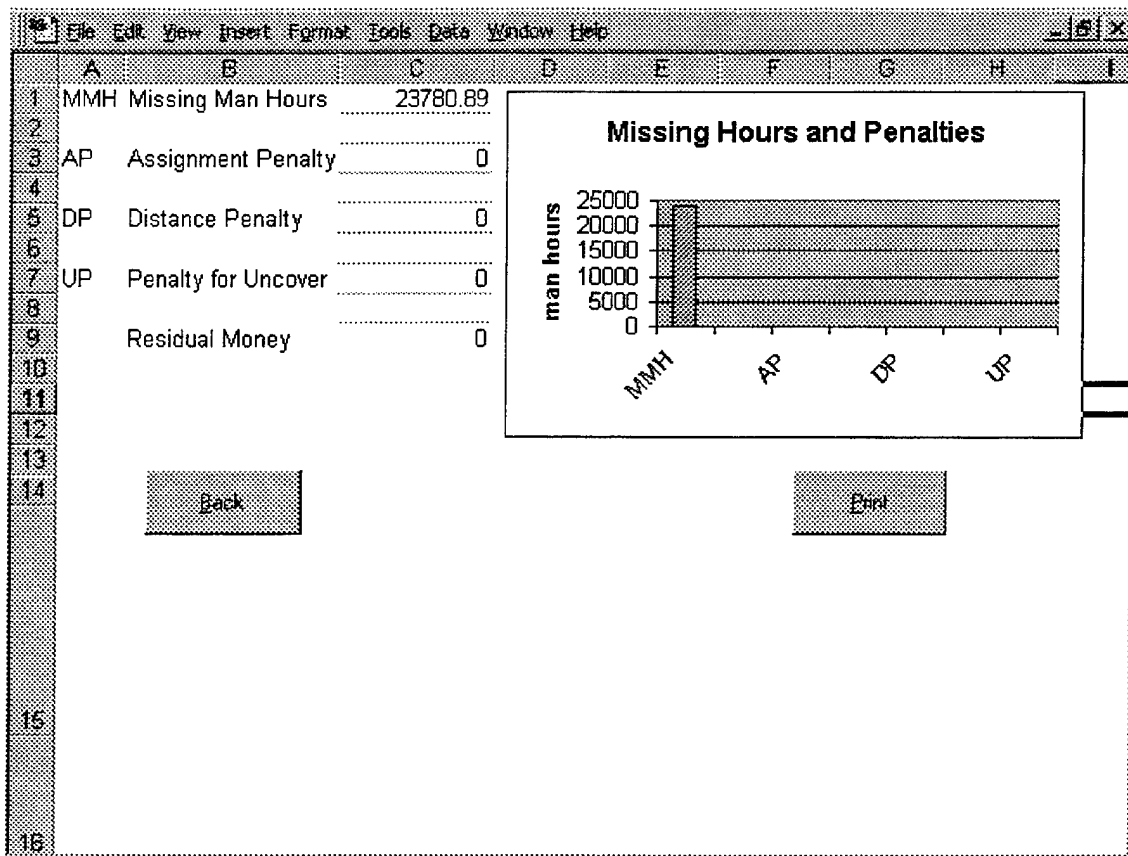 File Edit View Insert Format Tools Data Window Help
A B C D E F G H I
1 MMH Missing Man Hours 23780.89
2
3 AP Assignment Penalty 0
4
5 DP Distance Penalty 0
6
7 UP Penalty for Uncover 0
8
9 Residual Money 0
10
11
12
13
14
15
16
Missing Hours and Penalties
man hours
25000
20000
15000
10000
5000
0
MMH AP DP UP
Back Print